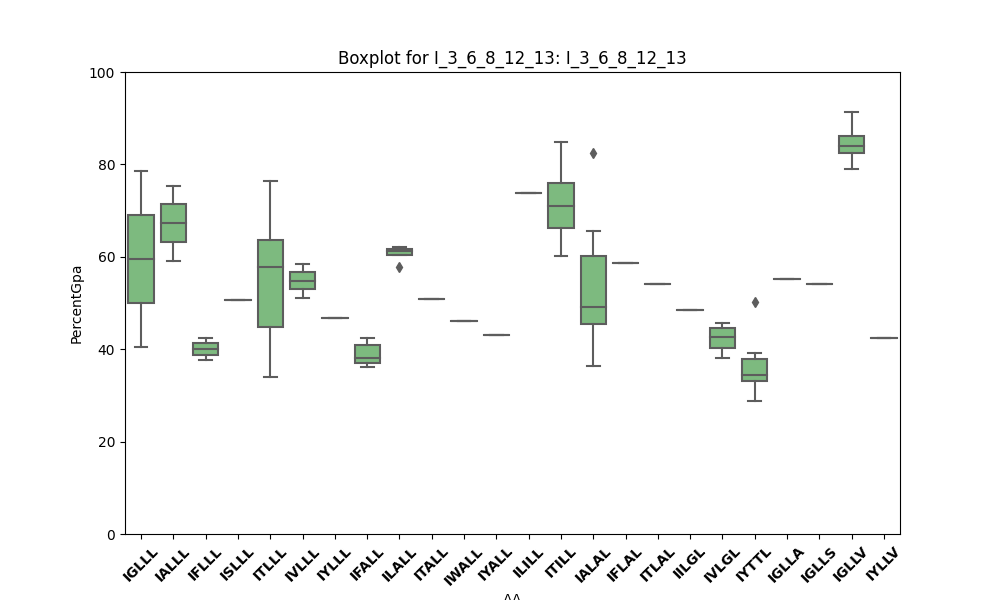 Boxplot for I_3_6_8_12_13: I_3_6_8_12_13
100
80
60
40
20
0
PercentGpa
IGLLL
IALLL
IFLLL
ISLLL
ITLLL
IVLLL
IYLLL
IFALL
ILALL
ITALL
IWALL
IYALL
ILILL
ITILL
IALAL
IFLAL
ITLAL
IILGL
IVLGL
IYTTL
IGLLA
IGLLS
IGLLV
IYLLV
AA